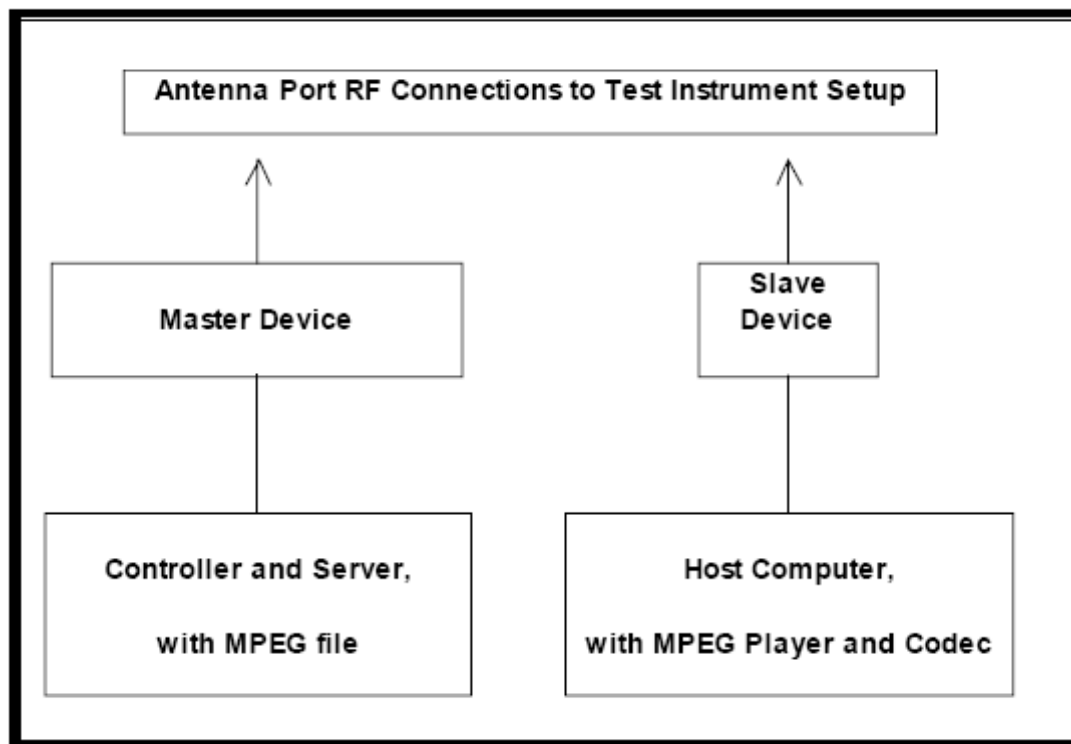 Antenna Port RF Connections to Test Instrument Setup
Master Device
Slave
Device
Controller and Server,
with MPEG file
Host Computer,
with MPEG Player and Codec